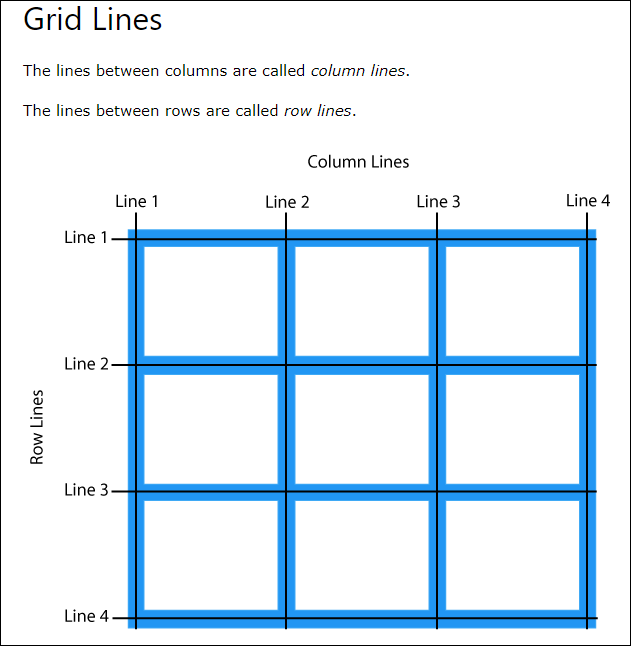 Grid Lines
The lines between columns are called column lines.
The lines between rows are called row lines.
Column Lines
Line 1 Line 2 Line 3 Line 4
Line 1
Line 2
Row Lines
Line 3
Line 4